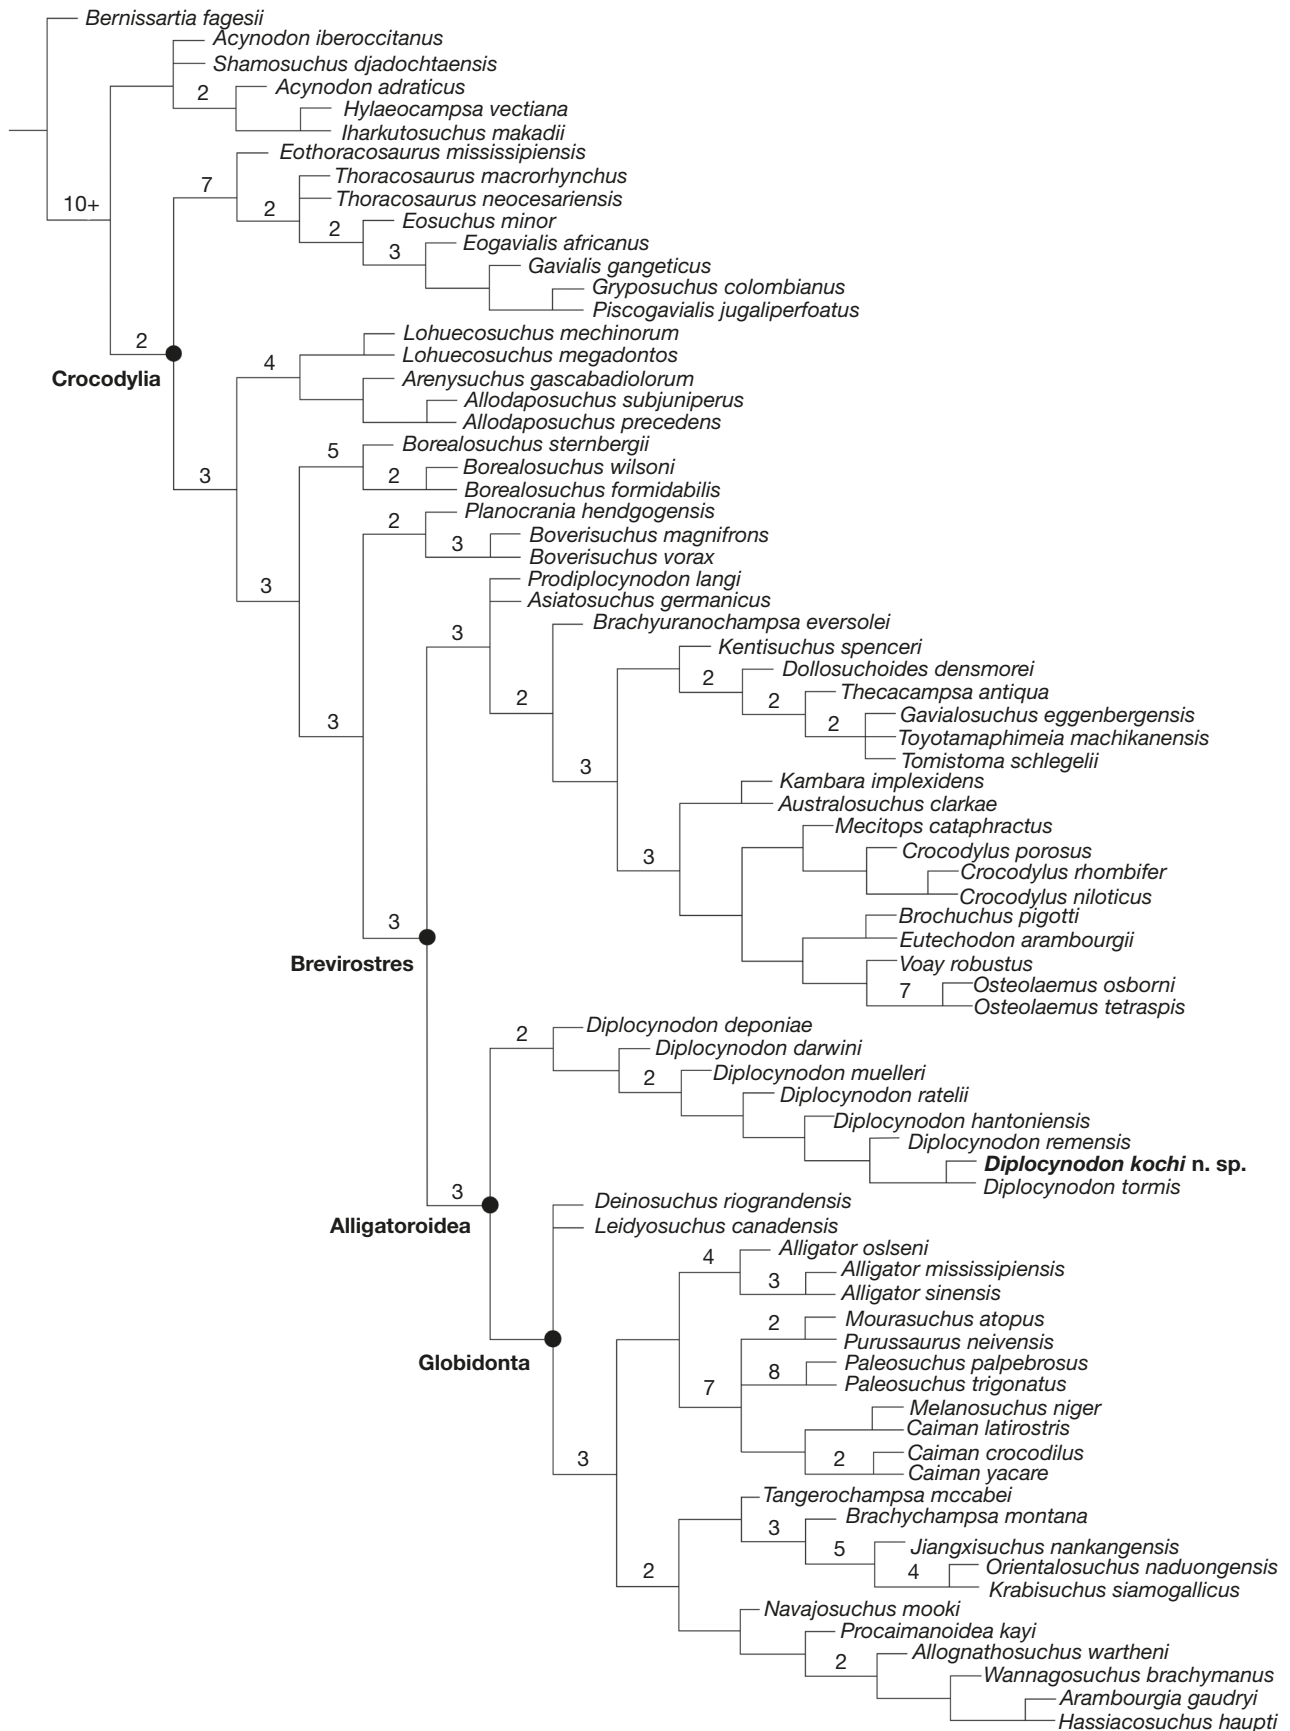 Bernissartia fagesii
Acynodon iberoccitanus
Shamosuchus djadochtaensis
2
Acynodon adraticus
Hylaeocampsa vectiana
Iharkutosuchus makadii
Eothoracosaurus mississipiensis
7
Thoracosaurus macrorhynchus
Thoracosaurus neocesariensis
10+
2
Eosuchus minor
2
Eogavialis africanus
3
Gavialis gangeticus
Gryposuchus colombianus
Piscogavialis jugaliperfoatus
Lohuecosuchus mechinorum
2
Lohuecosuchus megadontos
4
Crocodylia
Arenysuchus gascabadiolorum
Allodaposuchus subjuniperus
Allodaposuchus precedens
Borealosuchus sternbergii
5
Borealosuchus wilsoni
3
2
Borealosuchus formidabilis
Planocrania hendgogensis
2
Boverisuchus magnifrons
3
Boverisuchus vorax
Prodiplocynodon langi
3
Asiatosuchus germanicus
Brachyuranochampsa eversolei
3
Kentisuchus spenceri
Dollosuchoides densmorei
2
Thecacampsa antiqua
2
2
Gavialosuchus eggenbergensis
3
2
Toyotamaphimeia machikanensis
Tomistoma schlegelii
3
Kambara implexidens
Australosuchus clarkae
Mecitops cataphractus
Crocodylus porosus
3
Crocodylus rhombifer
Crocodylus niloticus
3
Brochuchus pigotti
Eutechodon arambourgii
Brevirostres
Voay robustus
7
Osteolaemus osborni
Osteolaemus tetraspis
2
Diplocynodon deponiae
Diplocynodon darwini
2
Diplocynodon muelleri
Diplocynodon ratelii
Diplocynodon hantoniensis
Diplocynodon remensis
Diplocynodon kochi n. sp.
3
Diplocynodon tormis
Deinosuchus riograndensis
Alligatoroidea
Leidyosuchus canadensis
4
Alligator oslseni
3
Alligator mississipiensis
Alligator sinensis
2
Mourasuchus atopus
Purussaurus neivensis
Globidonta
8
Paleosuchus palpebrosus
7
Paleosuchus trigonatus
Melanosuchus niger
Caiman latirostris
3
2
Caiman crocodilus
Caiman yacare
Tangerochampsa mccabei
3
Brachychampsa montana
5
Jiangxisuchus nankangensis
2
4
Orientalosuchus naduongensis
Krabisuchus siamogallicus
Navajosuchus mooki
Procaimanoidea kayi
2
Allognathosuchus wartheni
Wannagosuchus brachymanus
Arambourgia gaudryi
Hassiacosuchus haupti